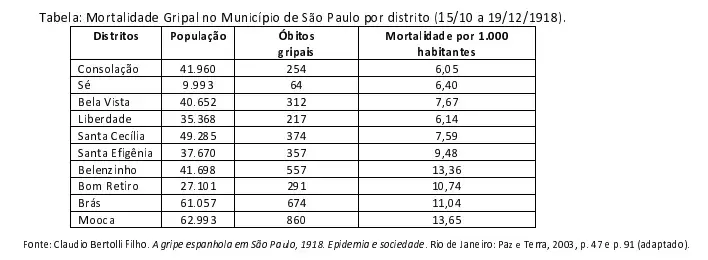 Tabela: Mortalidade Gripal no Município de São Paulo por distrito (15/10 a 19/12/1918).
Distritos População Óbitos gripais Mortalidade por 1.000 habitantes
Consolação 41.960 254 6,05
Sé 9.993 64 6,40
Bela Vista 40.652 312 7,67
Liberdade 35.368 217 6,14
Santa Cecília 49.285 374 7,59
Santa Efigênia 37.670 357 9,48
Belenzinho 41.698 557 13,36
Bom Retiro 27.101 291 10,74
Brás 61.057 674 11,04
Mooca 62.993 860 13,65
Fonte: Claudio Bertolli Filho. A gripe espanhola em São Paulo, 1918. Epidemia e sociedade. Rio de Janeiro: Paz e Terra, 2003, p. 47 e p. 91 (adaptado).